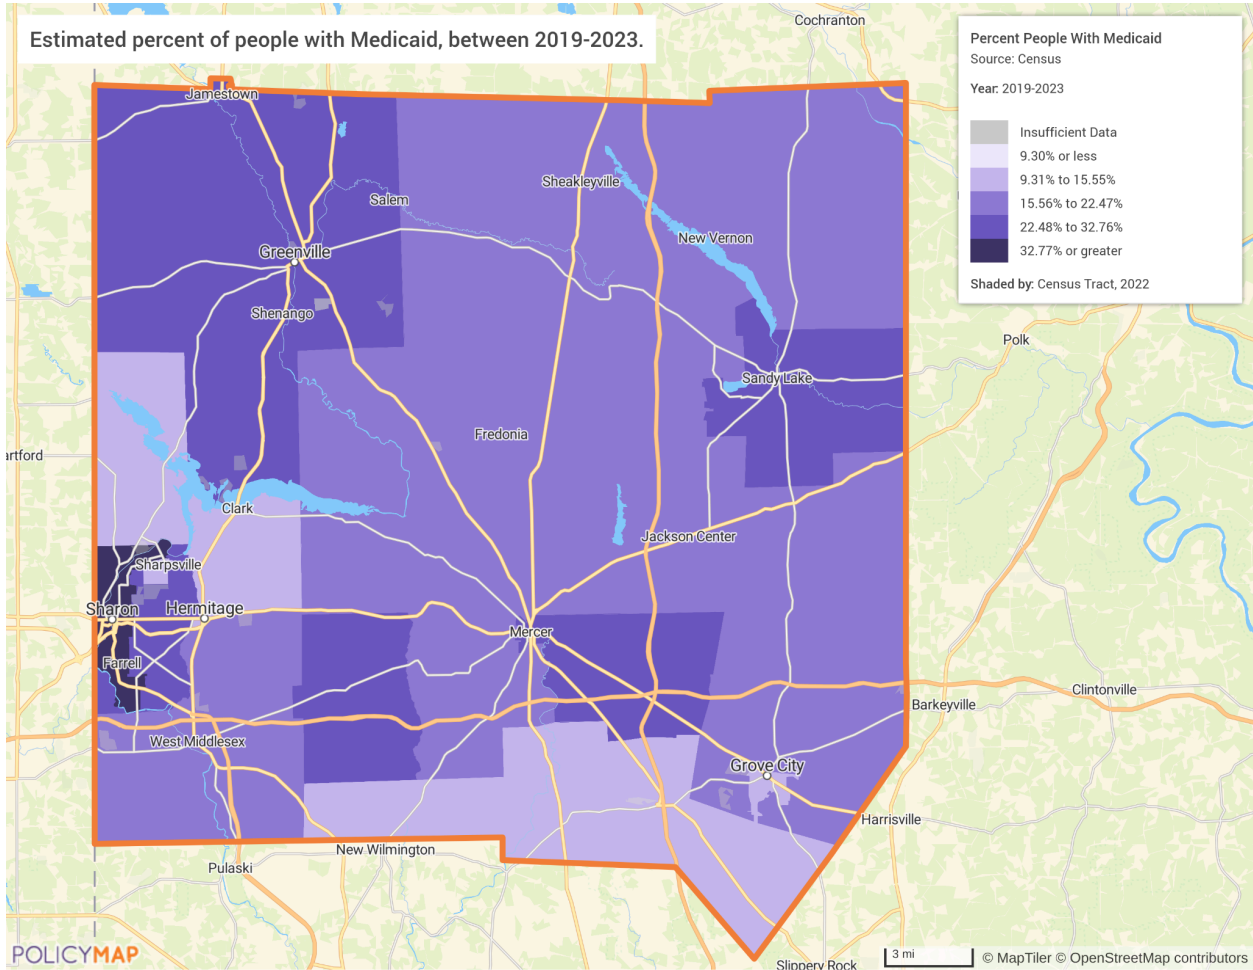 Cochranton
Estimated percent of people with Medicaid, between 2019-2023.
Percent People With Medicaid
Source: Census
Year: 2019-2023
Insufficient Data
9.30% or less
9.31% to 15.55%
15.56% to 22.47%
22.48% to 32.76%
32.77% or greater
Shaded by: Census Tract, 2022
Jamestown
Sheakleyville
Salem
New Vernon
Greenville
Shenango
Polk
Sandy Lake
Fredonia
artford
Clark
Jackson Center
Sharpsville
Sharon
Hermitage
Mercer
Farrell
Clintonville
Barkeyville
West Middlesex
Grove City
Harrisville
New Wilmington
Pulaski
POLICYMAP
3 mi
© MapTiler © OpenStreetMap contributors
Slippery Rock